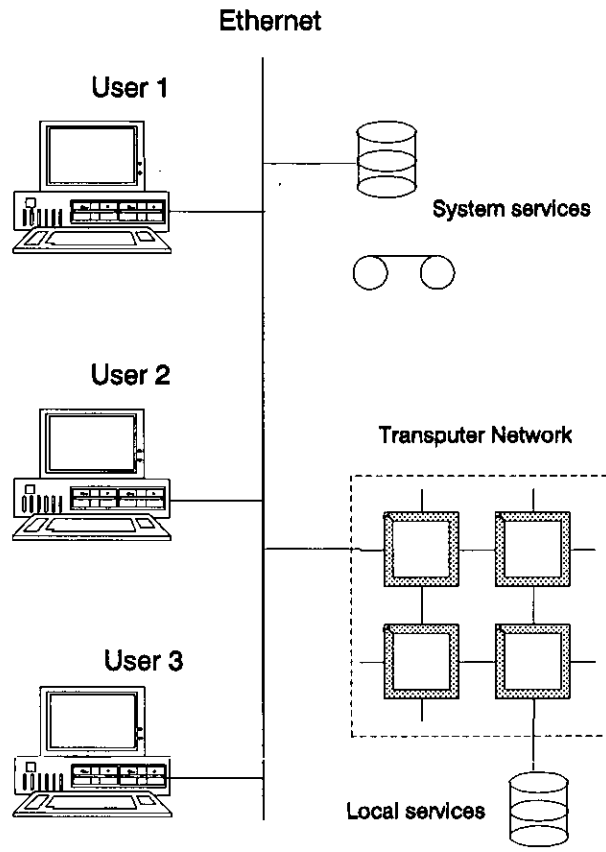 Ethernet
User 1
System services
User 2
Transputer Network
User 3
Local services